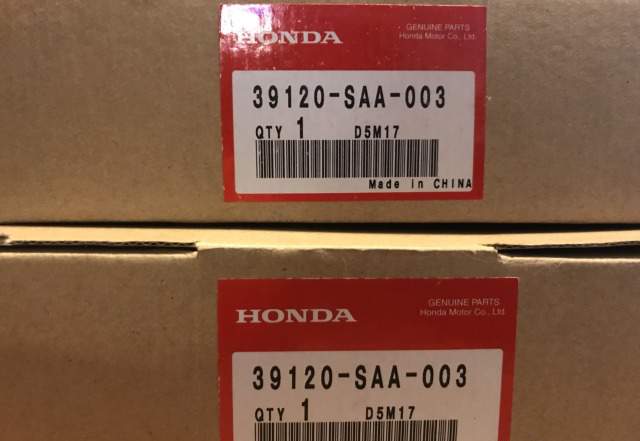 HONDA
GENUINE PARTS
Honda Motor Co., Ltd.
39120-SAA-003
QTY 1 D5M17
Made in CHINA
HONDA
GENUINE PARTS
Honda Motor Co., Ltd.
39120-SAA-003
QTY 1 D5M17